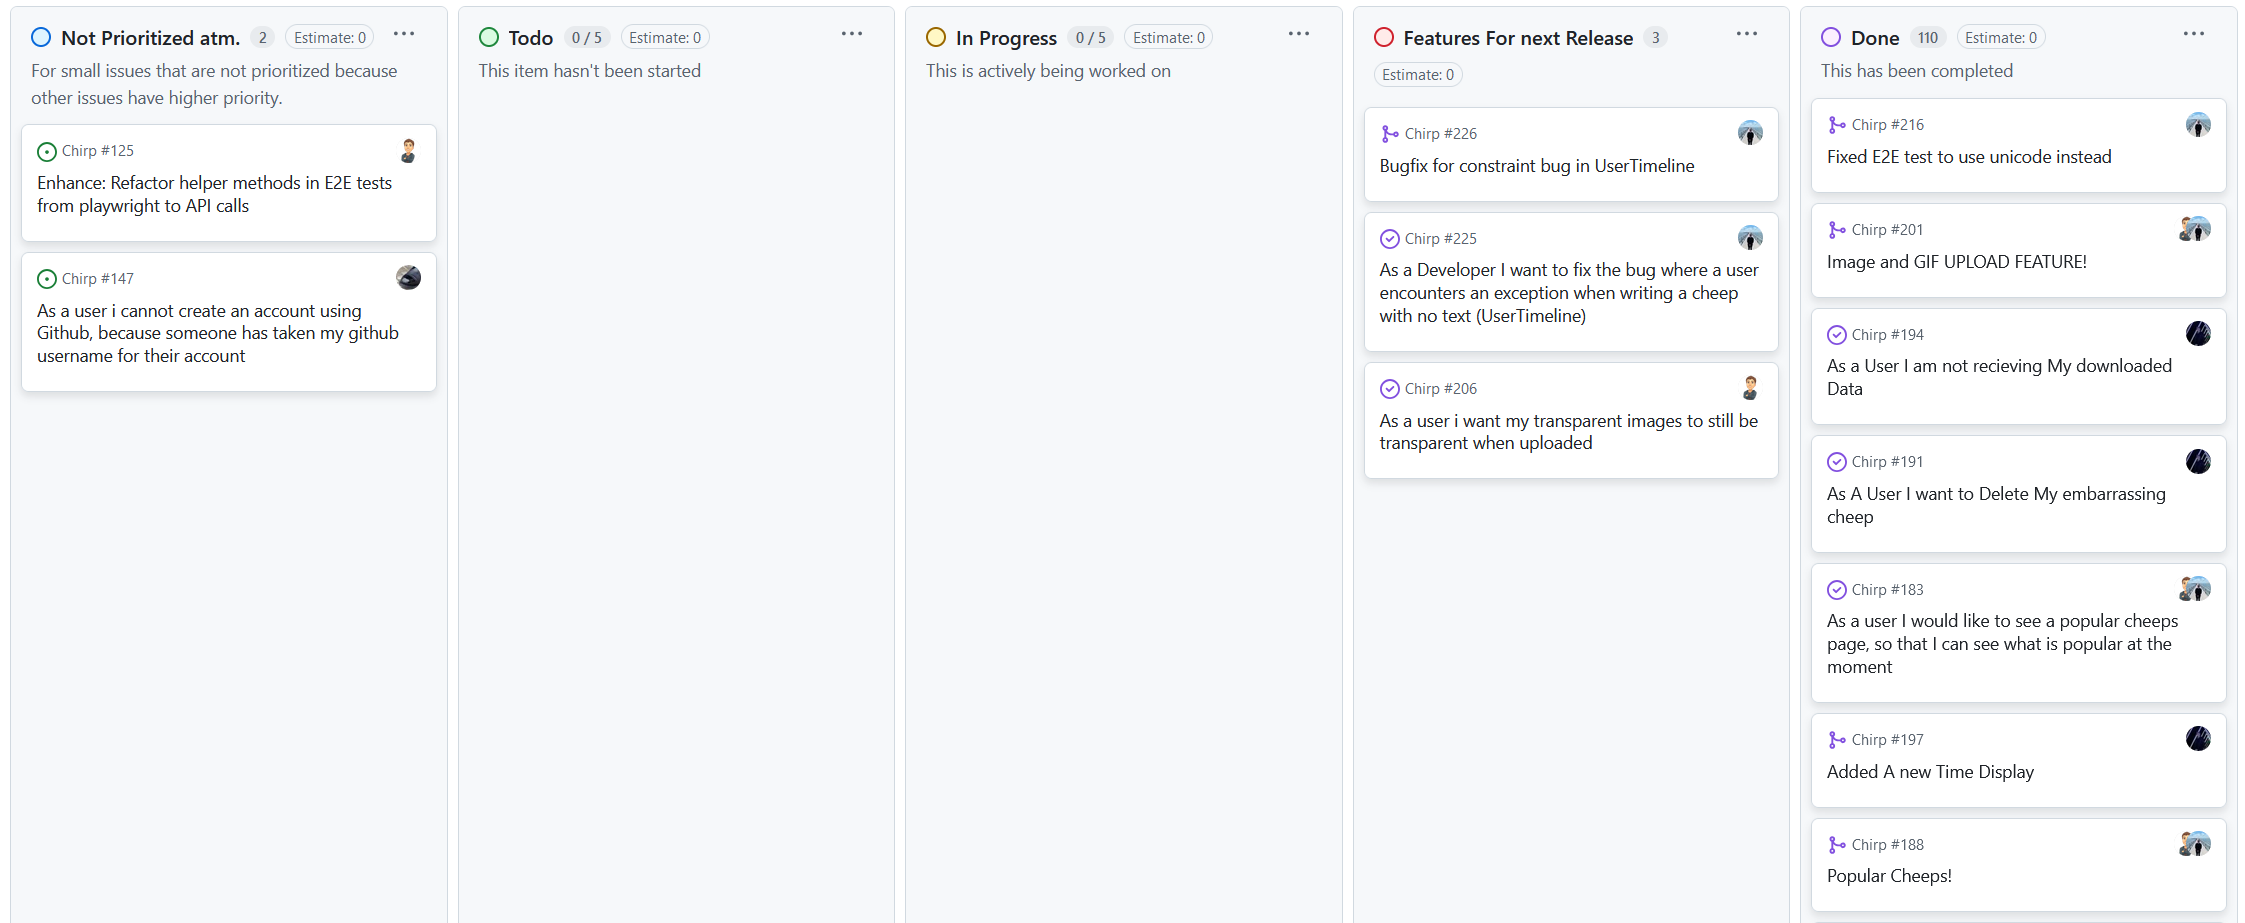 Not Prioritized atm. 2 Estimate: 0
For small issues that are not prioritized because
other issues have higher priority.
Chirp #125
Enhance: Refactor helper methods in E2E tests
from playwright to API calls
Chirp #147
As a user i cannot create an account using
Github, because someone has taken my github
username for their account
Todo 0 / 5 Estimate: 0
This item hasn't been started
In Progress 0 / 5 Estimate: 0
This is actively being worked on
Features For next Release 3
Estimate: 0
Chirp #226
Bugfix for constraint bug in UserTimeline
Chirp #225
As a Developer I want to fix the bug where a user
encounters an exception when writing a cheep
with no text (UserTimeline)
Chirp #206
As a user i want my transparent images to still be
transparent when uploaded
Done 110 Estimate: 0
This has been completed
Chirp #216
Fixed E2E test to use unicode instead
Chirp #201
Image and GIF UPLOAD FEATURE!
Chirp #194
As a User I am not recieving My downloaded
Data
Chirp #191
As A User I want to Delete My embarrassing
cheep
Chirp #183
As a user I would like to see a popular cheeps
page, so that I can see what is popular at the
moment
Chirp #197
Added A new Time Display
Chirp #188
Popular Cheeps!